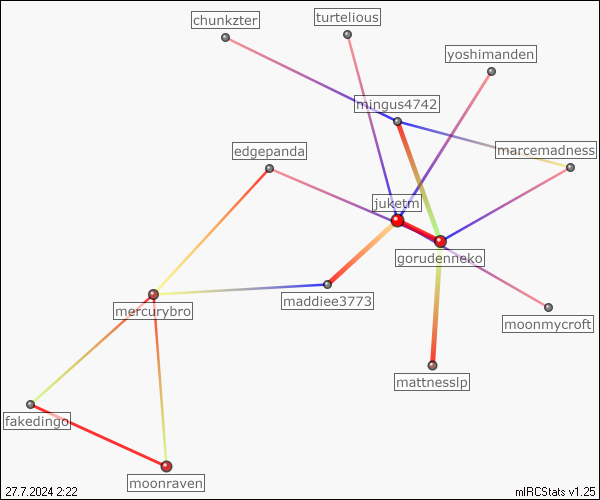 chunkzter
turtelious
yoshimanden
mingus4742
marcemadness
edgepanda
juketm
gorudenneko
mercurybro
maddiee3773
moonmycroft
mattnesslp
fakedingo
moonraven
27.7.2024 2:22
mIRCStats v1.25